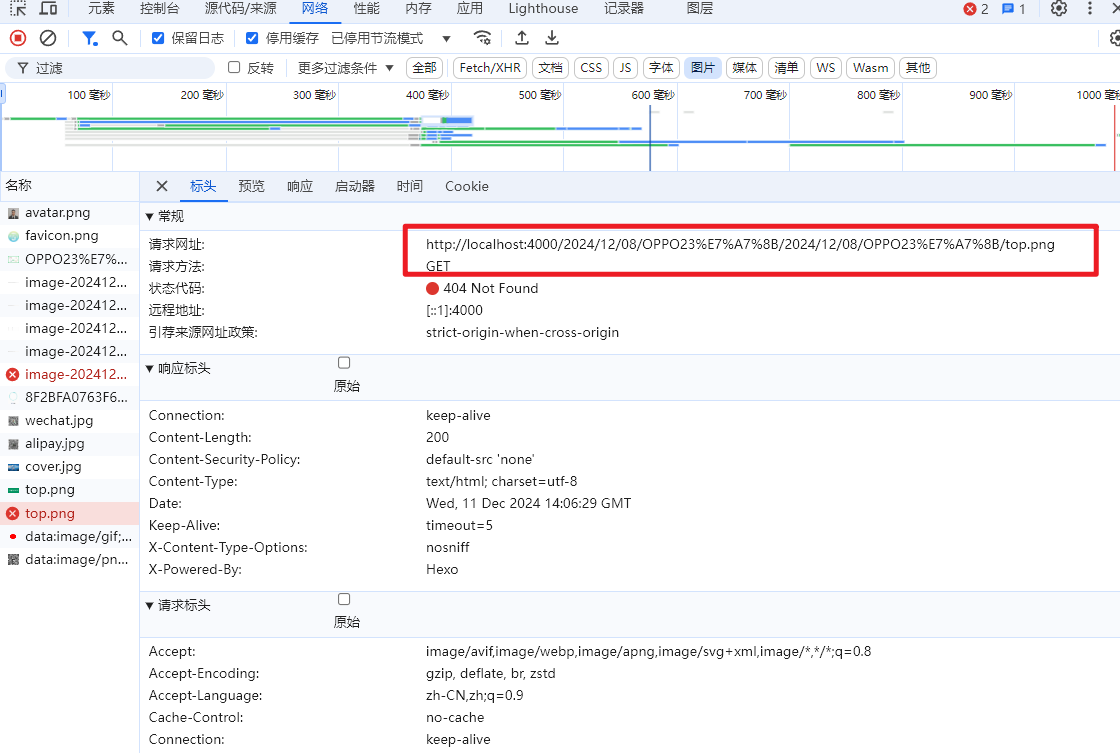 元素 控制台 源代码/来源 网络 性能 内存 应用 Lighthouse 记录器 图层 2 1
保留日志 停用缓存 已停用节流模式
过滤 反转 更多过滤条件 全部 Fetch/XHR 文档 CSS JS 字体 图片 媒体 清单 WS Wasm 其他
100 毫秒 200 毫秒 300 毫秒 400 毫秒 500 毫秒 600 毫秒 700 毫秒 800 毫秒 900 毫秒 1000 毫
名称
avatar.png
favicon.png
OPPO23%E7%...
image-202412...
image-202412...
image-202412...
image-202412...
image-202412...
8F2BFA0763F6...
wechat.jpg
alipay.jpg
cover.jpg
top.png
top.png
data:image/gif;...
data:image/pn...
标头 预览 响应 启动器 时间 Cookie
常规
请求网址: http://localhost:4000/2024/12/08/OPPO23%E7%A7%8B/2024/12/08/OPPO23%E7%A7%8B/top.png
请求方法: GET
状态代码: 404 Not Found
远程地址: [::1]:4000
引荐来源网址政策: strict-origin-when-cross-origin
响应标头
原始
Connection: keep-alive
Content-Length: 200
Content-Security-Policy: default-src 'none'
Content-Type: text/html; charset=utf-8
Date: Wed, 11 Dec 2024 14:06:29 GMT
Keep-Alive: timeout=5
X-Content-Type-Options: nosniff
X-Powered-By: Hexo
请求标头
原始
Accept: image/avif,image/webp,image/apng,image/svg+xml,image/*,*/*;q=0.8
Accept-Encoding: gzip, deflate, br, zstd
Accept-Language: zh-CN,zh;q=0.9
Cache-Control: no-cache
Connection: keep-alive